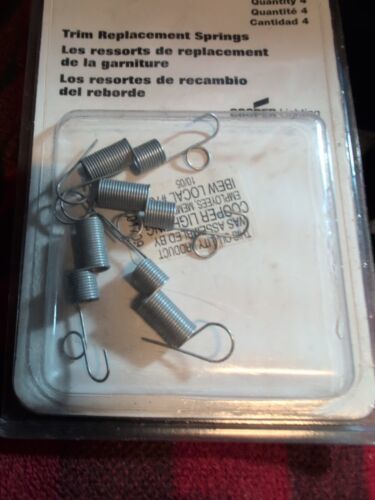 Quantity 4
Quantité 4
Cantidad 4
Trim Replacement Springs
Les ressorts de replacement
de la garniture
Los resortes de recambio
del reborde
COOPER Lighting
THIS QUALITY PRODUCT
WAS ASSEMBLED BY
COOPER LIGHTING
EMPLOYEES
IBEW LOCAL
10/05